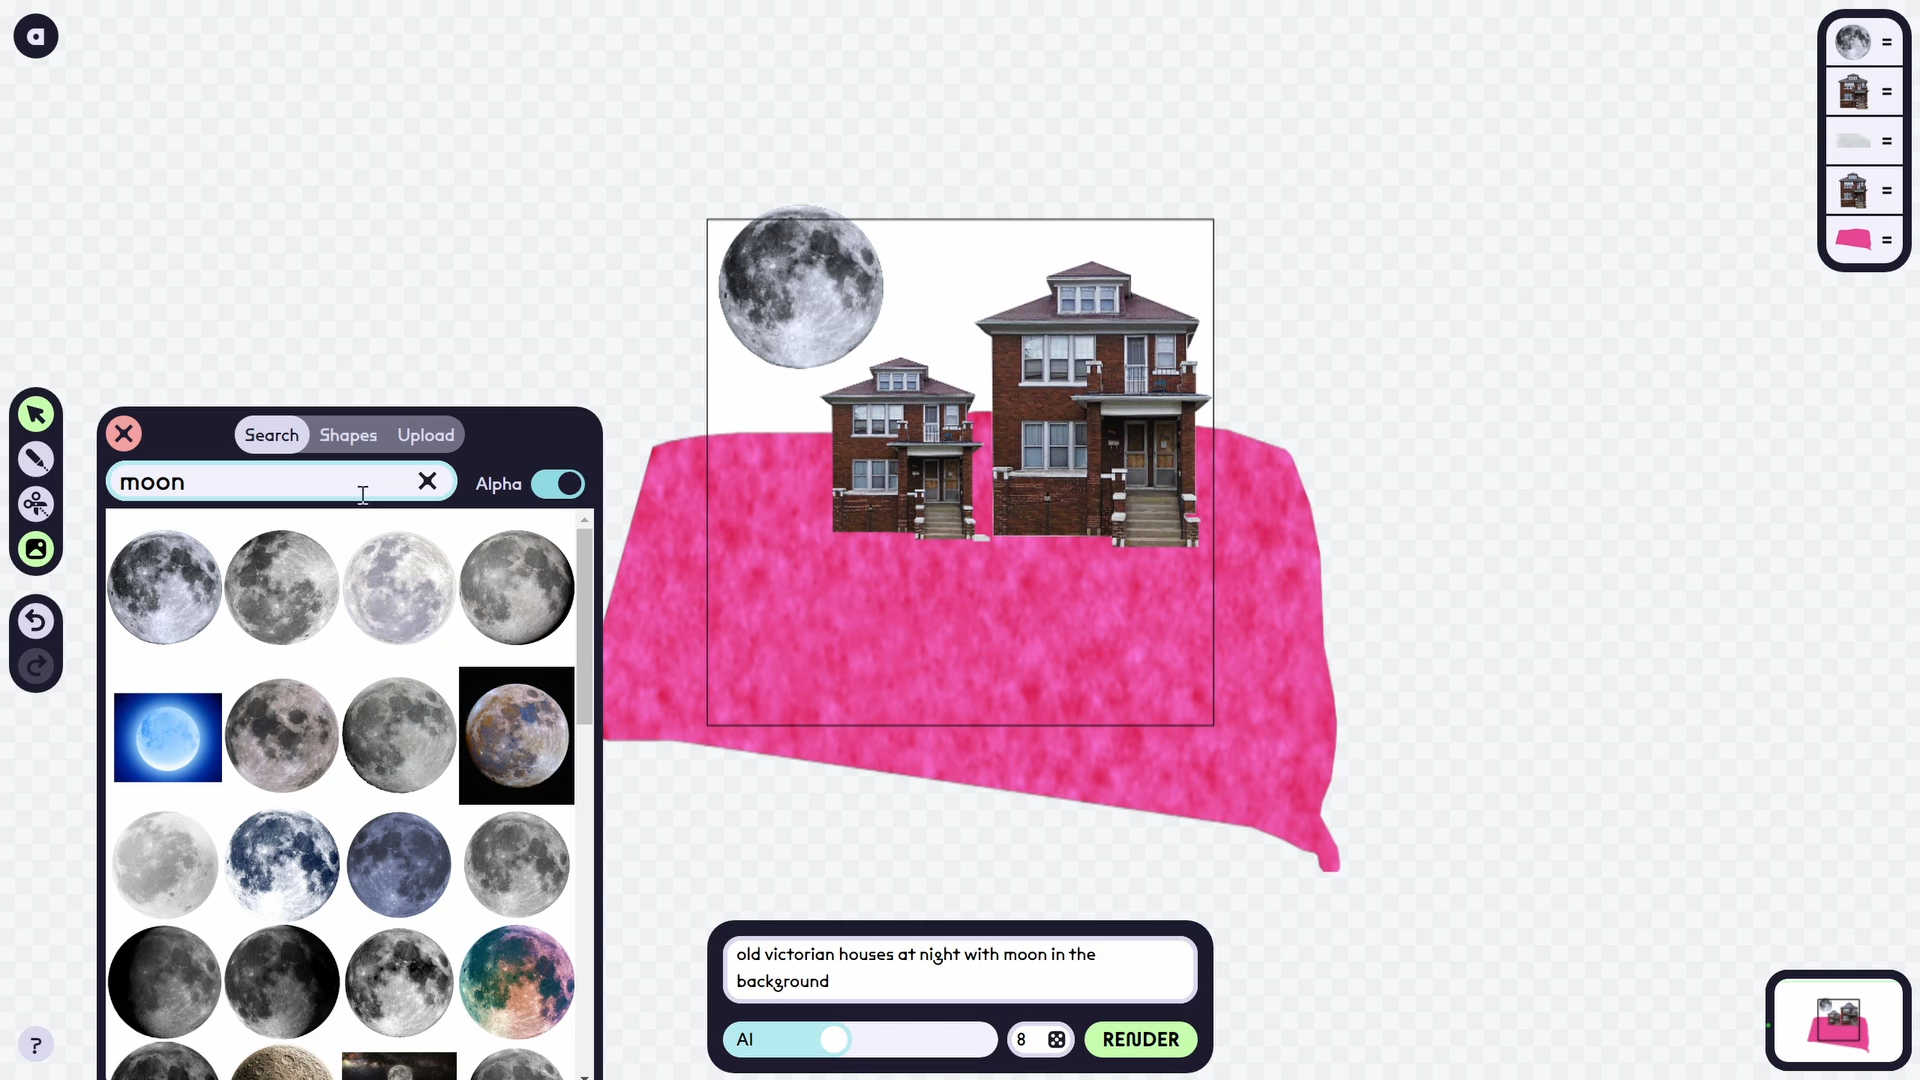 a
Search Shapes Upload
moon
Alpha
old victorian houses at night with moon in the
background
AI 8 RENDER
?